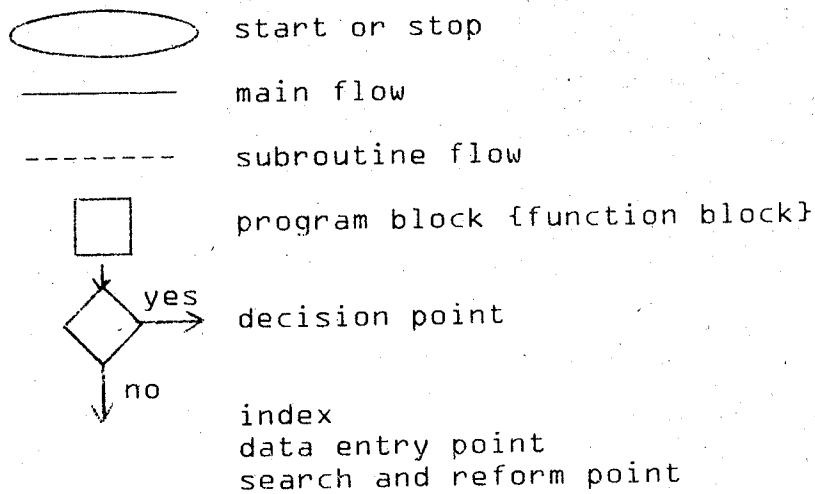 start or stop
main flow
subroutine flow
program block {function block}
yes
decision point
no
index
data entry point
search and reform point